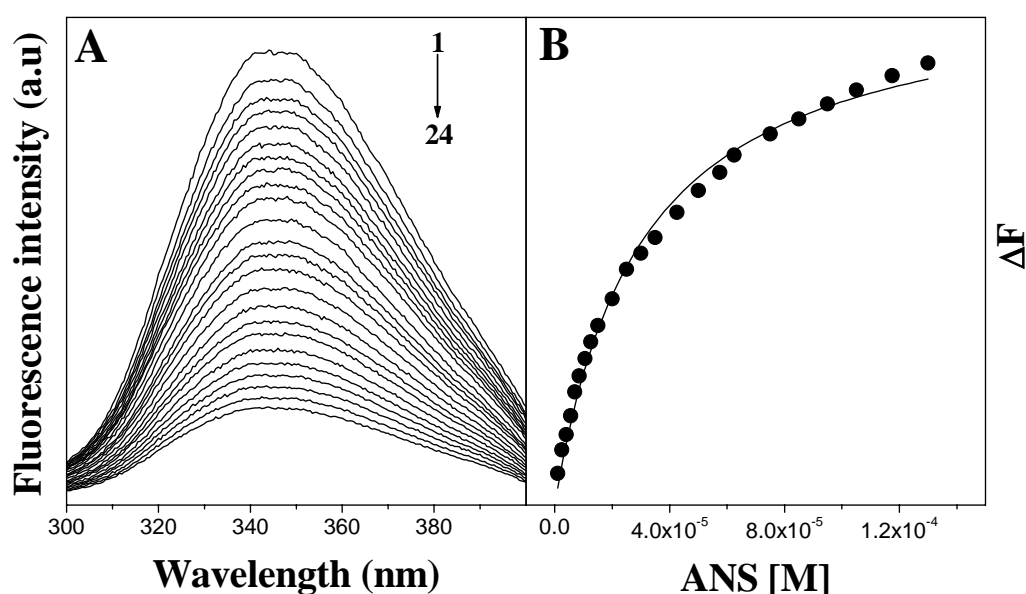 A
1
24
Fluorescence intensity (a.u)
300 320 340 360 380
Wavelength (nm)
B
ΔF
0.0 4.0x10⁻⁵ 8.0x10⁻⁵ 1.2x10⁻⁴
ANS [M]